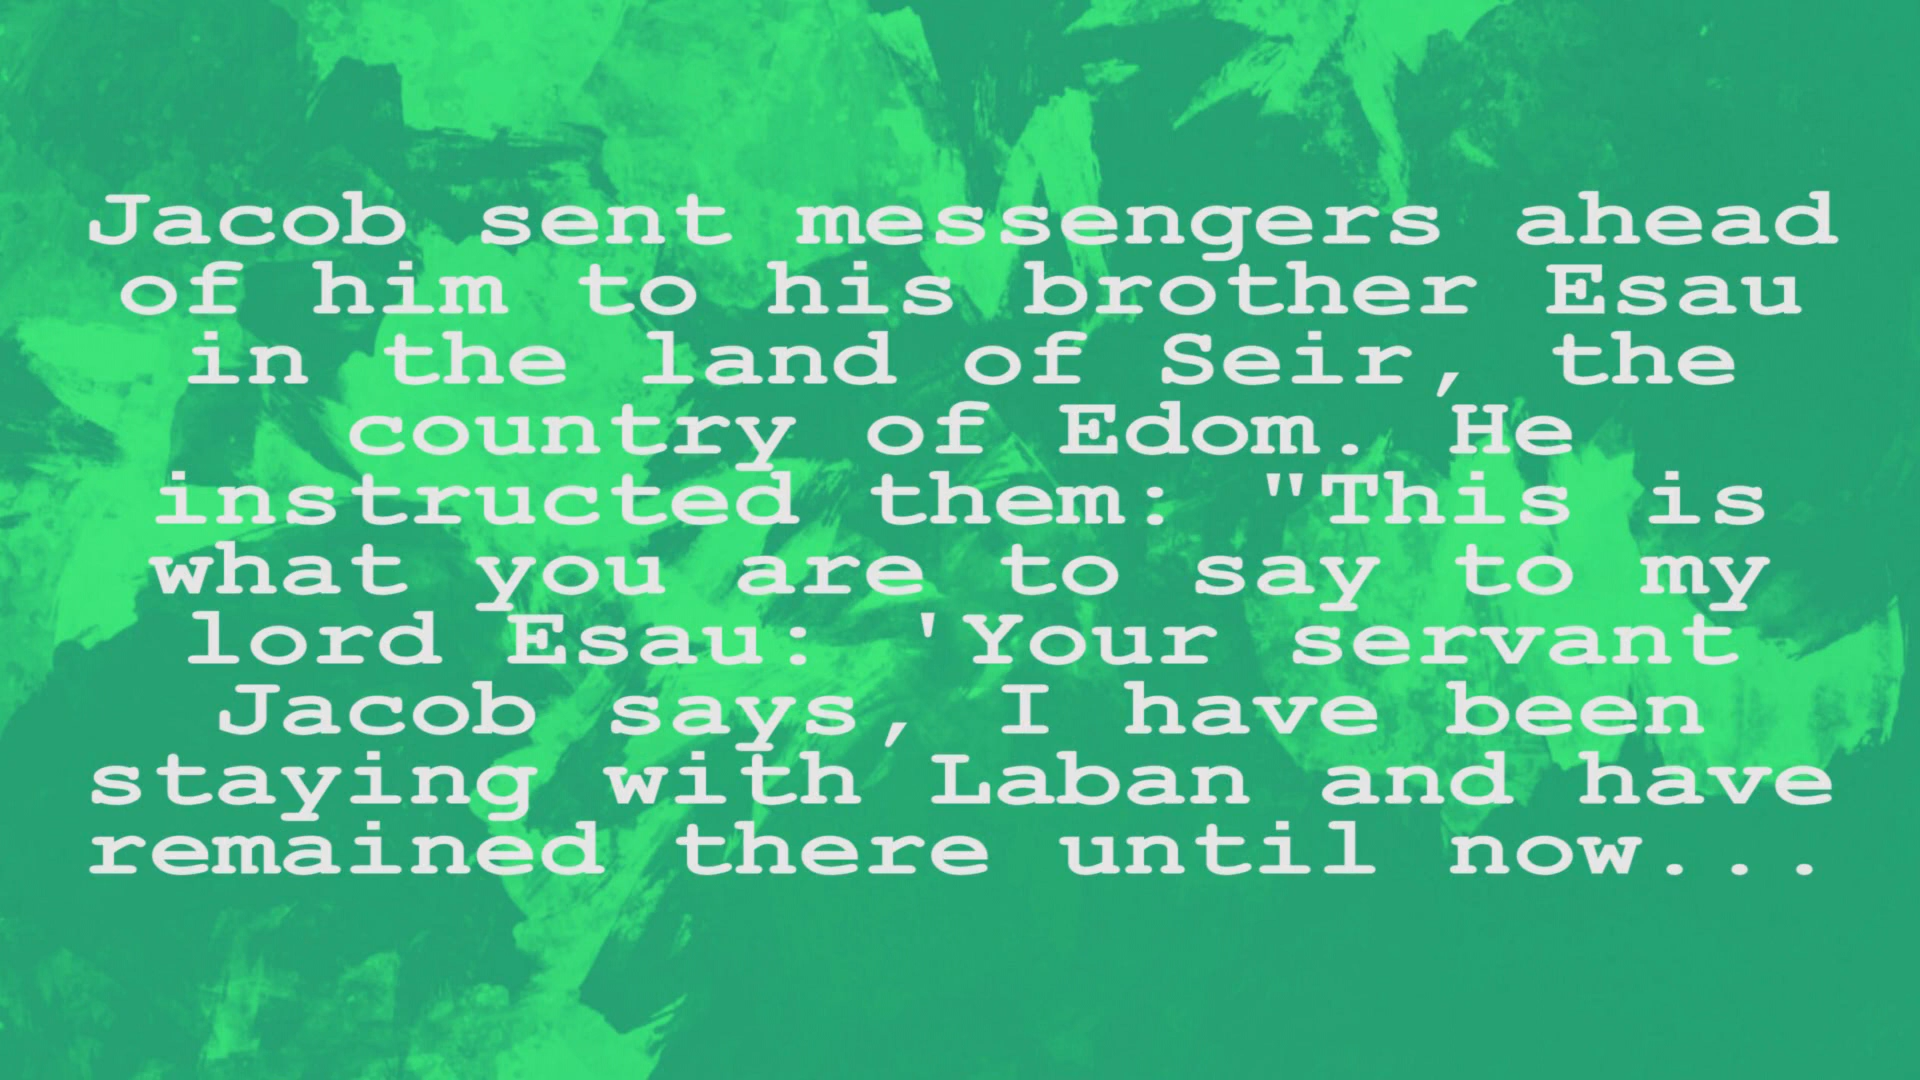 Jacob sent messengers ahead
of him to his brother Esau
in the land of Seir, the
country of Edom. He
instructed them: "This is
what you are to say to my
lord Esau: 'Your servant
Jacob says, I have been
staying with Laban and have
remained there until now...